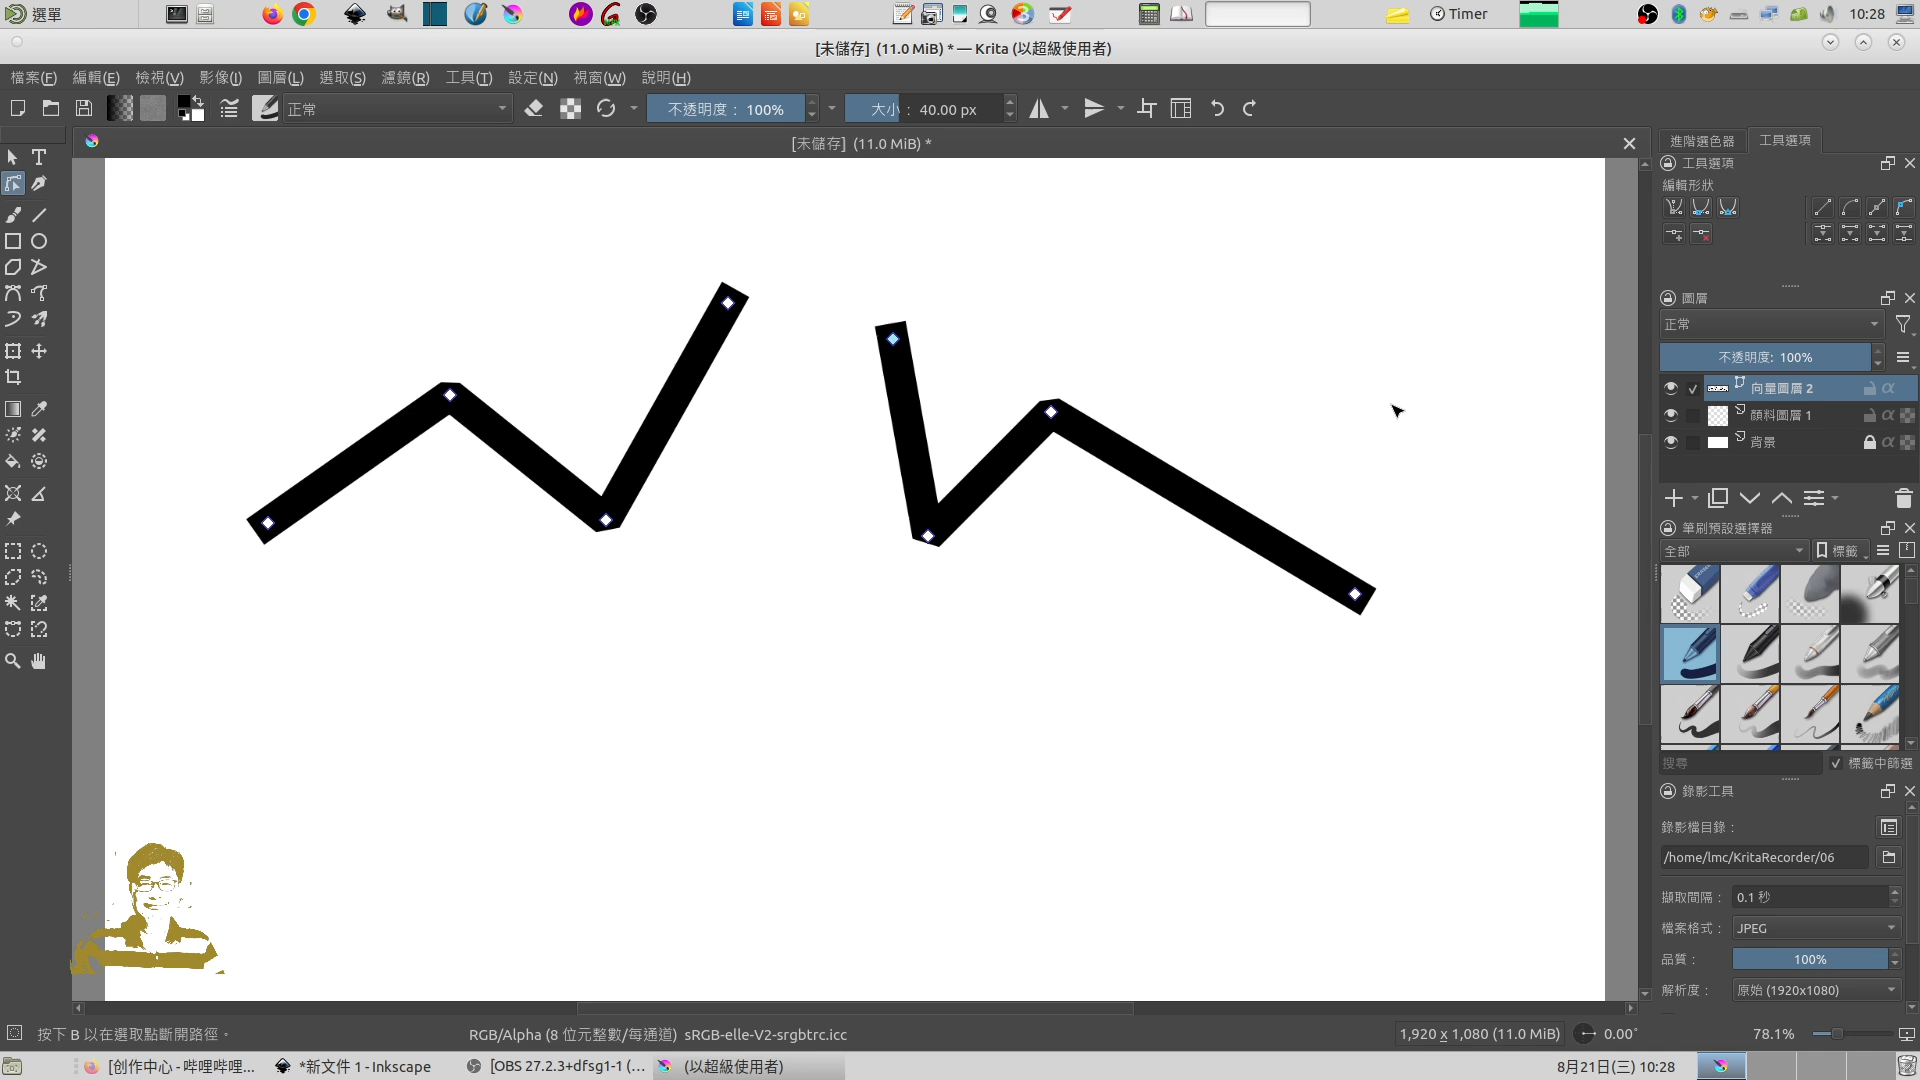 選單
Timer
10:28
[未儲存] (11.0 MiB) * — Krita (以超級使用者)
檔案(F) 編輯(E) 檢視(V) 影像(I) 圖層(L) 選取(S) 濾鏡(R) 工具(T) 設定(N) 視窗(W) 說明(H)
正常
不透明度： 100%
大小： 40.00 px
[未儲存] (11.0 MiB) *
進階選色器
工具選項
工具選項
編輯形狀
圖層
正常
不透明度: 100%
向量圖層 2
顏料圖層 1
背景
筆刷預設選擇器
全部
標籤
搜尋
標籤中篩選
錄影工具
錄影檔目錄：
/home/lmc/KritaRecorder/06
擷取間隔： 0.1 秒
檔案格式： JPEG
品質： 100%
解析度： 原始 (1920x1080)
按下 B 以在選取點斷開路徑。
RGB/Alpha (8 位元整數/每通道) sRGB-elle-V2-srgbtrc.icc
1,920 x 1,080 (11.0 MiB)
0.00°
78.1%
[创作中心 - 哔哩哔哩...
*新文件 1 - Inkscape
[OBS 27.2.3+dfsg1-1 (...
(以超級使用者)
8月21日(三) 10:28